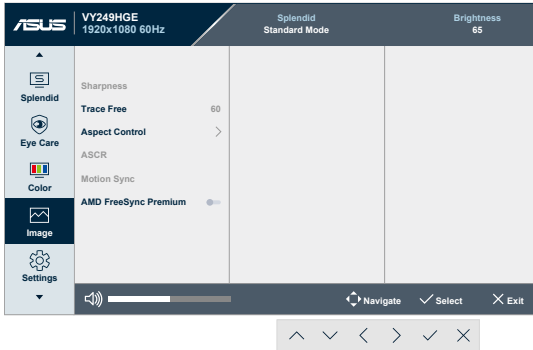 ASUS
VY249HGE
1920x1080 60Hz
Splendid
Standard Mode
Brightness
65
S
Splendid
Eye Care
Color
Image
Settings
Sharpness
Trace Free 60
Aspect Control
ASCR
Motion Sync
AMD FreeSync Premium
Navigate
Select
Exit